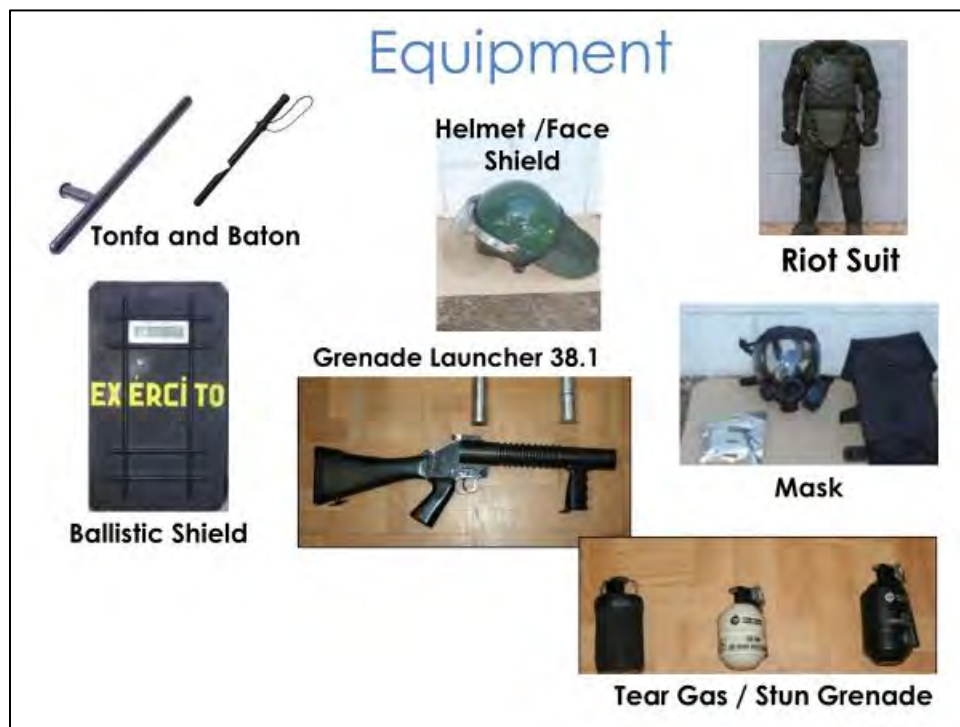 Equipment
Helmet /Face
Shield
Tonfa and Baton
Riot Suit
EXÉRCITO
Grenade Launcher 38.1
Mask
Ballistic Shield
Tear Gas / Stun Grenade